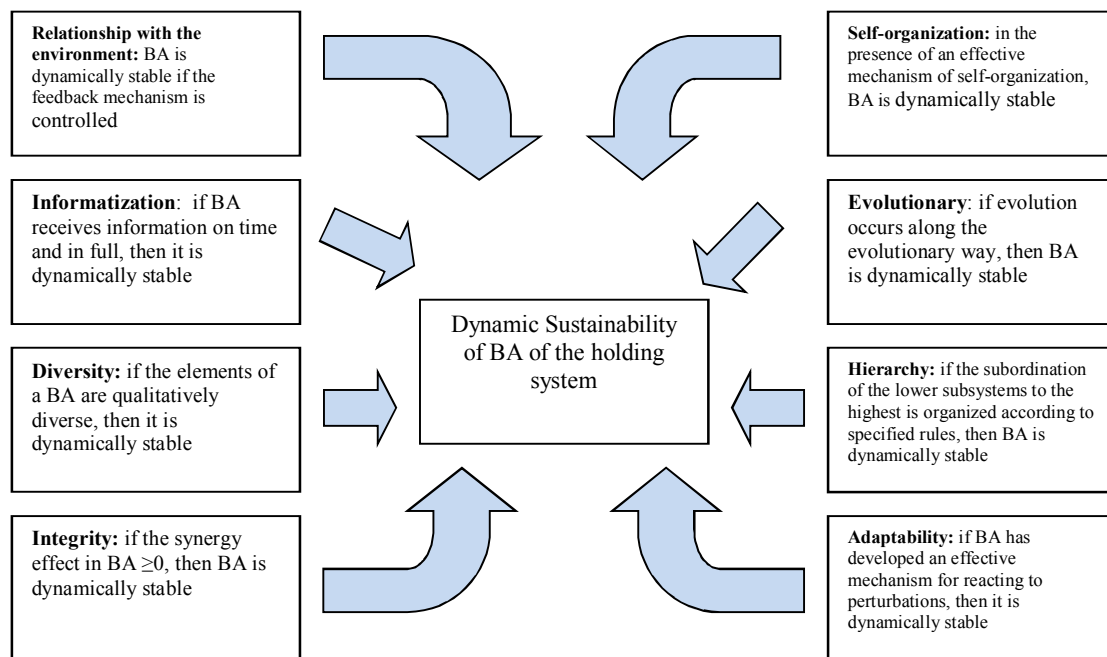 Relationship with the
environment: BA is
dynamically stable if the
feedback mechanism is
controlled
Informatization:  if BA
receives information on time
and in full, then it is
dynamically stable
Diversity: if the elements of
a BA are qualitatively
diverse, then it is
dynamically stable
Integrity: if the synergy
effect in BA ≥0, then BA is
dynamically stable
Dynamic Sustainability
of BA of the holding
system
Self-organization: in the
presence of an effective
mechanism of self-organization,
BA is dynamically stable
Evolutionary: if evolution
occurs along the
evolutionary way, then BA
is dynamically stable
Hierarchy: if the subordination
of the lower subsystems to the
highest is organized according to
specified rules, then BA is
dynamically stable
Adaptability: if BA has
developed an effective
mechanism for reacting to
perturbations, then it is
dynamically stable